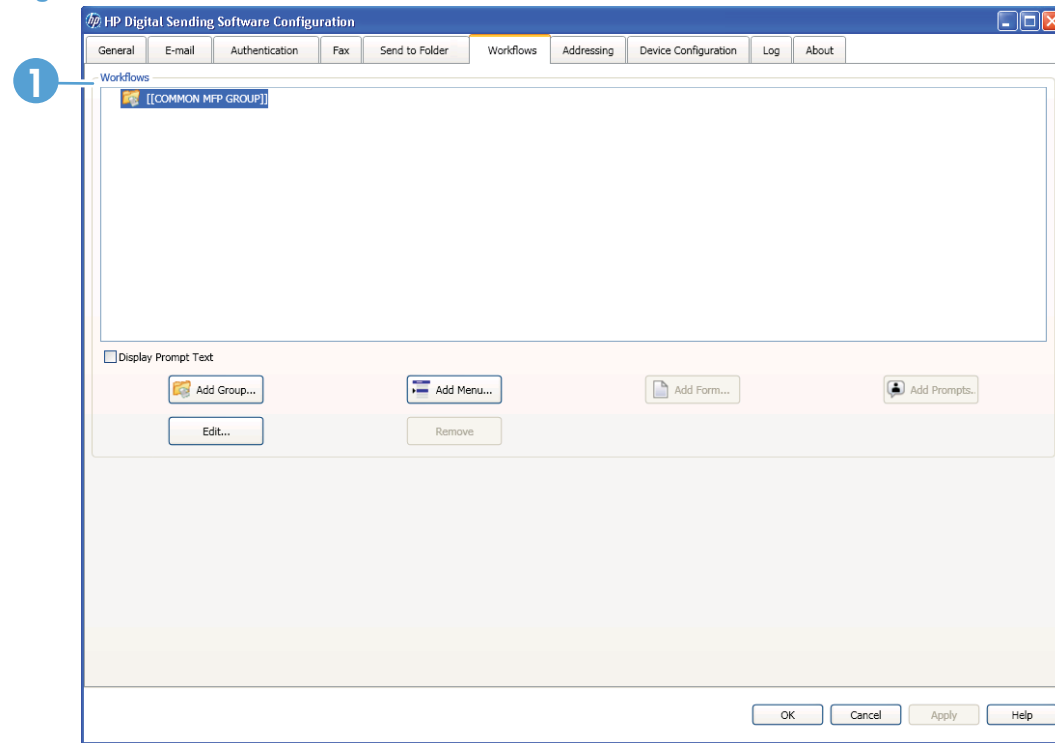 HP Digital Sending Software Configuration
General E-mail Authentication Fax Send to Folder Workflows Addressing Device Configuration Log About
1
Workflows
[[COMMON MFP GROUP]]
Display Prompt Text
Add Group... Add Menu... Add Form... Add Prompts..
Edit... Remove
OK Cancel Apply Help